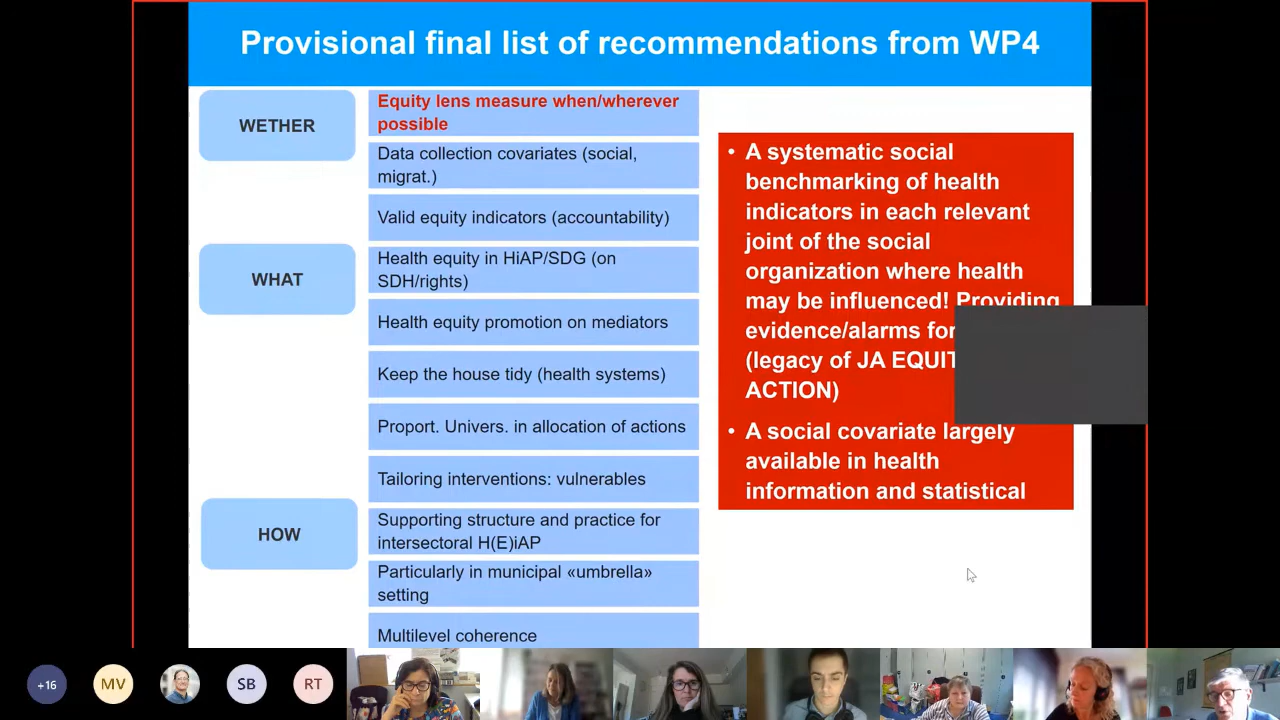 Provisional final list of recommendations from WP4
WETHER
Equity lens measure when/wherever
possible
Data collection covariates (social,
migrat.)
Valid equity indicators (accountability)
WHAT
Health equity in HiAP/SDG (on
SDH/rights)
Health equity promotion on mediators
Keep the house tidy (health systems)
Proport. Univers. in allocation of actions
Tailoring interventions: vulnerables
HOW
Supporting structure and practice for
intersectoral H(E)iAP
Particularly in municipal «umbrella»
setting
Multilevel coherence
• A systematic social
benchmarking of health
indicators in each relevant
joint of the social
organization where health
may be influenced! Providing
evidence/alarms for
(legacy of JA
ACTION)
• A social covariate largely
available in health
information and statistical
+16
MV
SB
RT